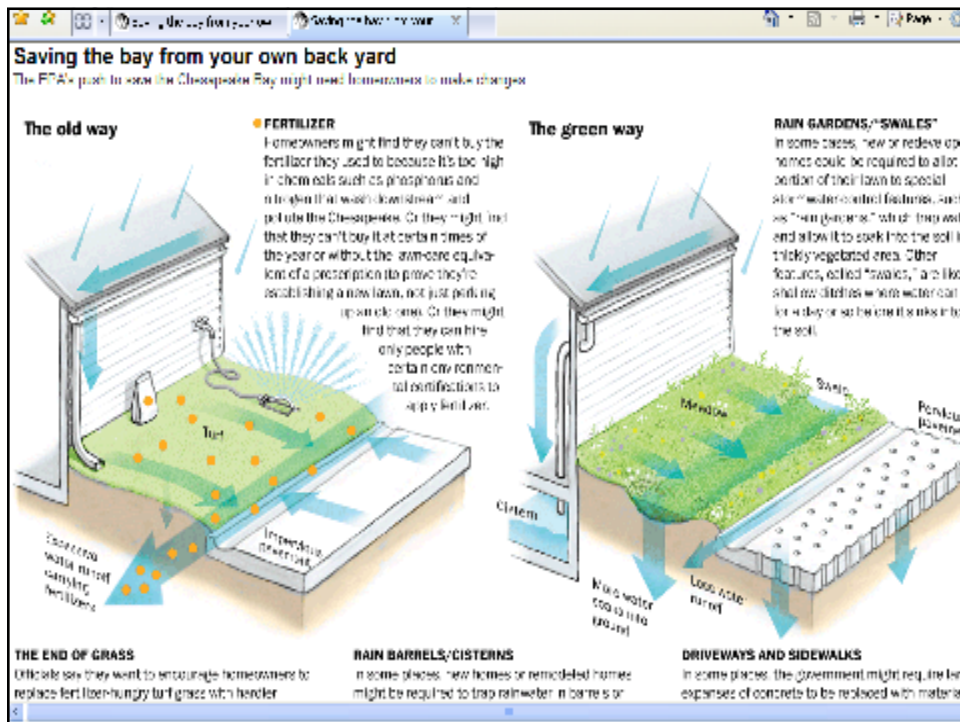 Saving the bay from your
Page
Saving the bay from your own back yard
The EPA's push to save the Chesapeake Bay might need homeowners to make changes
The old way
FERTILIZER
Homeowners might find they can't buy the
fertilizer they used to because it's too high
in chemicals such as phosphorus and
nitrogen that wash downstream and
pollute the Chesapeake. Or they might find
that they can't buy it at certain times of
the year or without the lawn-care equiva-
lent of a prescription (to prove they're
establishing a new lawn, not just perking
up an old one). Or they might
find that they can hire
only people with
certain environmen-
tal certifications to
apply fertilizer.
Turf
Impervious
pavement
Excessive
water runoff
carrying
fertilizers
The green way
RAIN GARDENS/"SWALES"
In some cases, new or redevelop
homes could be required to allot
portion of their lawn to special
stormwater-control features, such
as "rain gardens," which trap wat
and allow it to soak into the soil in
thickly vegetated area. Other
features, called "swales," are like
shallow ditches where water can
for a day or so before it sinks into
the soil.
Swale
Meadow
Pervious
pavement
Cistern
More water
soaks into
ground
Less water
runoff
THE END OF GRASS
Officials say they want to encourage homeowners to
replace fertilizer-hungry turf grass with hardier
RAIN BARRELS/CISTERNS
In some places, new homes or remodeled homes
might be required to trap rainwater in barrels or
DRIVEWAYS AND SIDEWALKS
In some places, the government might require lar
expanses of concrete to be replaced with materia